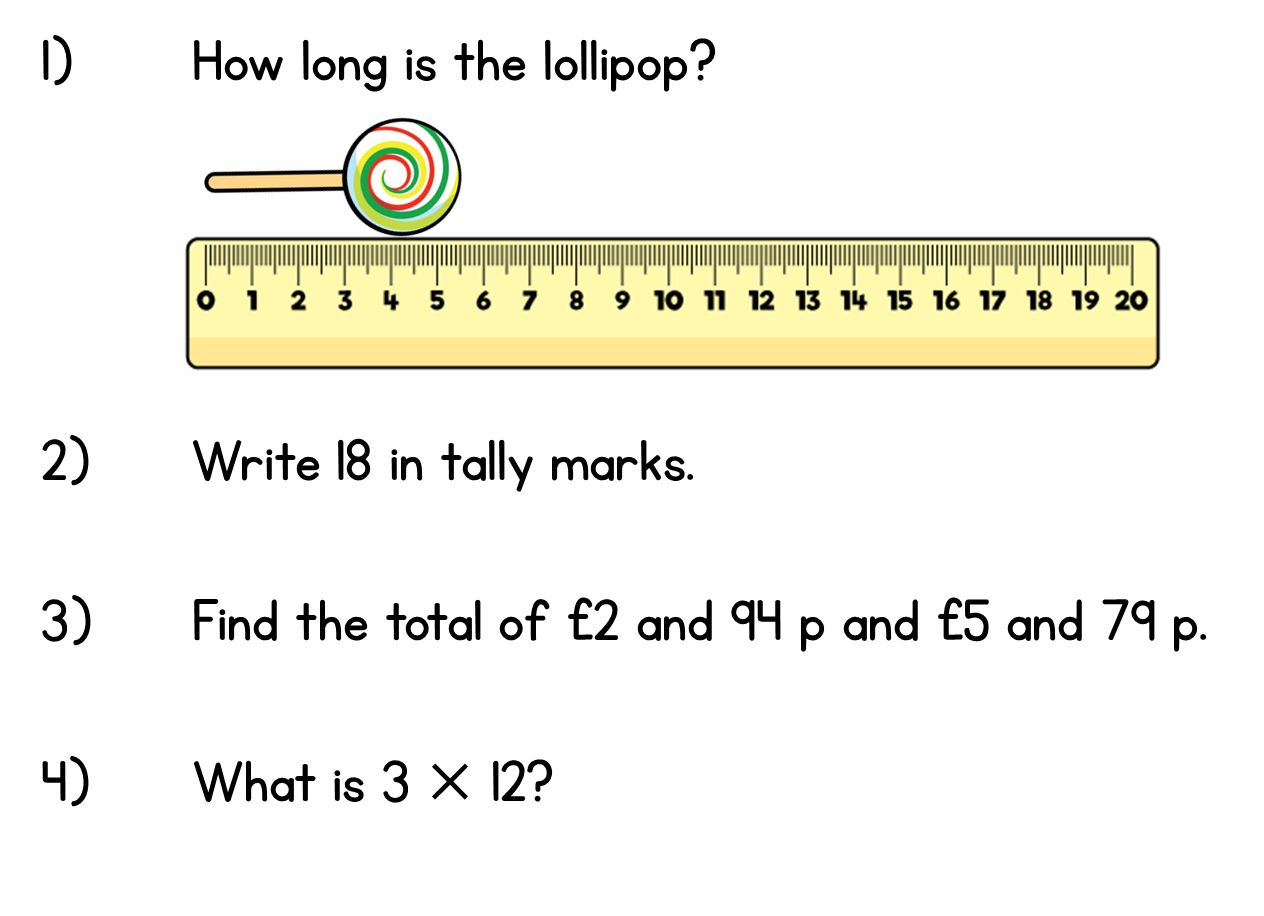 1) How long is the lollipop?
0 1 2 3 4 5 6 7 8 9 10 11 12 13 14 15 16 17 18 19 20
2) Write 18 in tally marks.
3) Find the total of £2 and 94 p and £5 and 79 p.
4) What is 3 × 12?